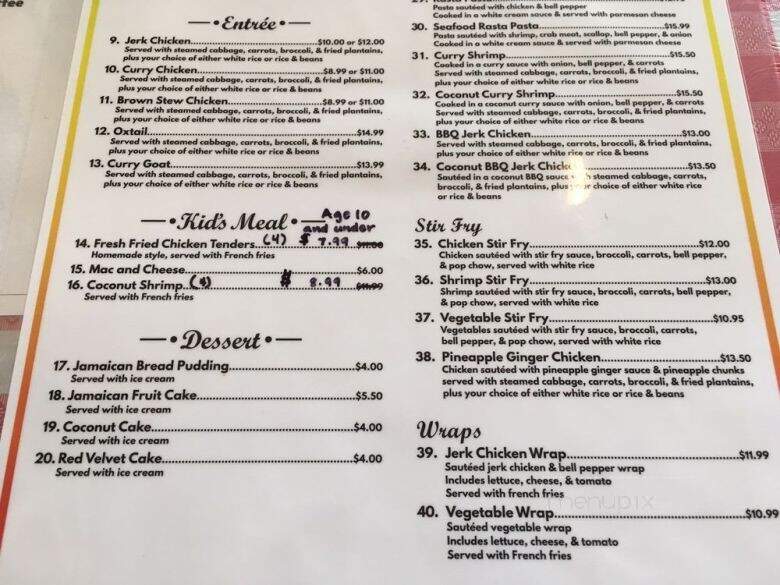 ffee
Entrée
9. Jerk Chicken $10.00 or $12.00
Served with steamed cabbage, carrots, broccoli, & fried plantains,
plus your choice of either white rice or rice & beans
10. Curry Chicken $8.99 or $11.00
Served with steamed cabbage, carrots, broccoli, & fried plantains,
plus your choice of either white rice or rice & beans
11. Brown Stew Chicken $8.99 or $11.00
Served with steamed cabbage, carrots, broccoli, & fried plantains,
plus your choice of either white rice or rice & beans
12. Oxtail $14.99
Served with steamed cabbage, carrots, broccoli, & fried plantains,
plus your choice of either white rice or rice & beans
13. Curry Goat $13.99
Served with steamed cabbage, carrots, broccoli, & fried plantains,
plus your choice of either white rice or rice & beans
Kid's Meal Age 10
and under
14. Fresh Fried Chicken Tenders (4) $ 7.99 $11.00
Homemade style, served with French fries
15. Mac and Cheese $6.00
16. Coconut Shrimp (4) $ 8.99 $11.99
Served with French fries
Dessert
17. Jamaican Bread Pudding $4.00
Served with ice cream
18. Jamaican Fruit Cake $5.50
Served with ice cream
19. Coconut Cake $4.00
Served with ice cream
20. Red Velvet Cake $4.00
Served with ice cream
29. Rasta Pasta
Pasta sautéed with chicken & bell pepper
Cooked in a white cream sauce & served with parmesan cheese
30. Seafood Rasta Pasta $15.99
Pasta sautéed with shrimp, crab meat, scallop, bell pepper, & onion
Cooked in a white cream sauce & served with parmesan cheese
31. Curry Shrimp $15.50
Cooked in a curry sauce with onion, bell pepper, & carrots
Served with steamed cabbage, carrots, broccoli, & fried plantains,
plus your choice of either white rice or rice & beans
32. Coconut Curry Shrimp $15.50
Cooked in a coconut curry sauce with onion, bell pepper, & carrots
Served with steamed cabbage, carrots, broccoli, & fried plantains,
plus your choice of either white rice or rice & beans
33. BBQ Jerk Chicken $13.00
Served with steamed cabbage, carrots, broccoli, & fried plantains,
plus your choice of either white rice or rice & beans
34. Coconut BBQ Jerk Chicken $13.50
Sautéed in a coconut BBQ sauce with steamed cabbage, carrots,
broccoli, & fried plantains, plus your choice of either white rice
or rice & beans
Stir Fry
35. Chicken Stir Fry $12.00
Chicken sautéed with stir fry sauce, broccoli, carrots, bell pepper,
& pop chow, served with white rice
36. Shrimp Stir Fry $13.00
Shrimp sautéed with stir fry sauce, broccoli, carrots, bell pepper,
& pop chow, served with white rice
37. Vegetable Stir Fry $10.95
Vegetables sautéed with stir fry sauce, broccoli, carrots,
bell pepper, & pop chow, served with white rice
38. Pineapple Ginger Chicken $13.50
Chicken sautéed with pineapple ginger sauce & pineapple chunks
served with steamed cabbage, carrots, broccoli, & fried plantains,
plus your choice of either white rice or rice & beans
Wraps
39. Jerk Chicken Wrap $11.99
Sautéed jerk chicken & bell pepper wrap
Includes lettuce, cheese, & tomato
Served with french fries
menupix
40. Vegetable Wrap $10.99
Sautéed vegetable wrap
Includes lettuce, cheese, & tomato
Served with French fries